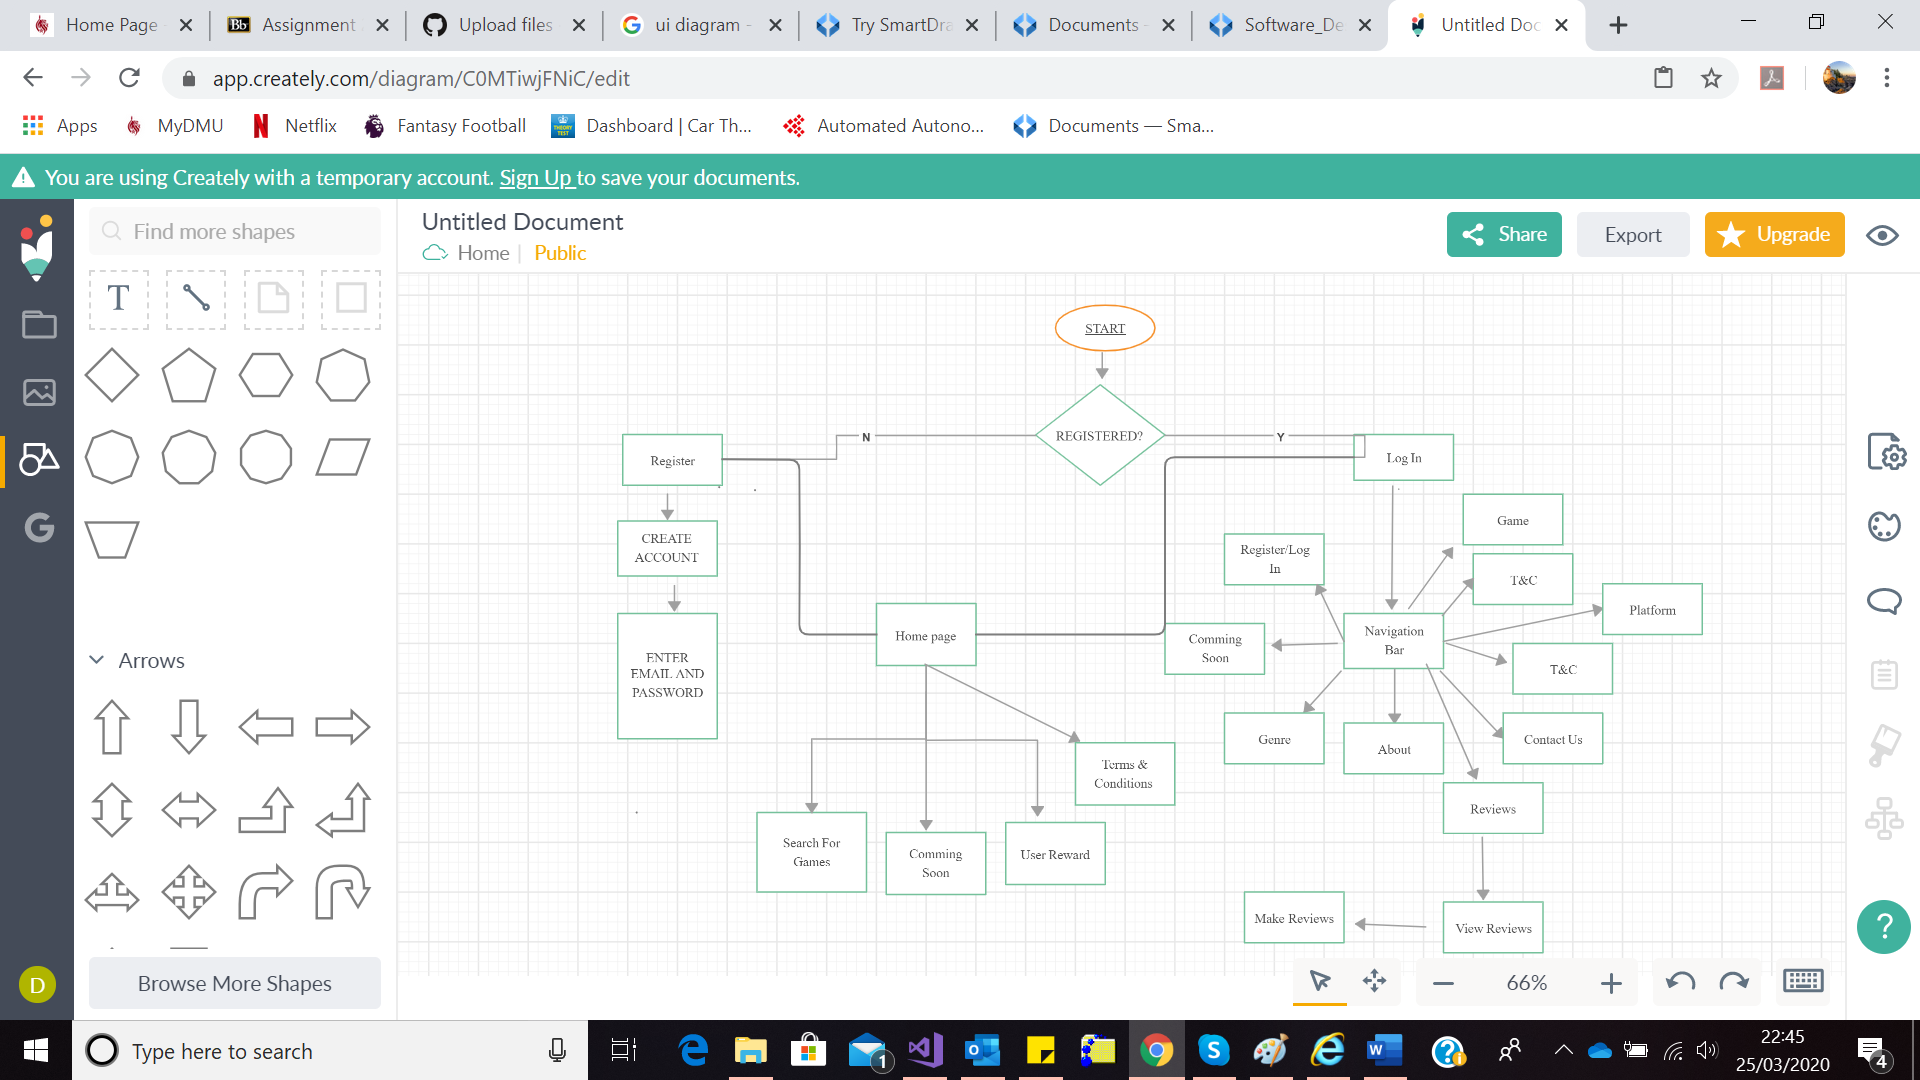 Home Page
Assignment
Upload files
ui diagram -
Try SmartDra
Documents -
Software_De
Untitled Doc
app.creately.com/diagram/C0MTiwjFNiC/edit
Apps
MyDMU
Netflix
Fantasy Football
THEORY TEST
Dashboard | Car Th...
Automated Autono...
Documents — Sma...
You are using Creately with a temporary account. Sign Up to save your documents.
Find more shapes
Untitled Document
Home
Public
Share
Export
Upgrade
T
START
REGISTERED?
N
Y
Register
Log In
CREATE
ACCOUNT
ENTER
EMAIL AND
PASSWORD
Home page
Search For
Games
Comming
Soon
User Reward
Terms &
Conditions
Navigation
Bar
Register/Log
In
Game
T&C
Platform
T&C
Contact Us
Reviews
About
Genre
Comming
Soon
View Reviews
Make Reviews
Arrows
Browse More Shapes
D
66%
?
Type here to search
1
22:45
25/03/2020
4